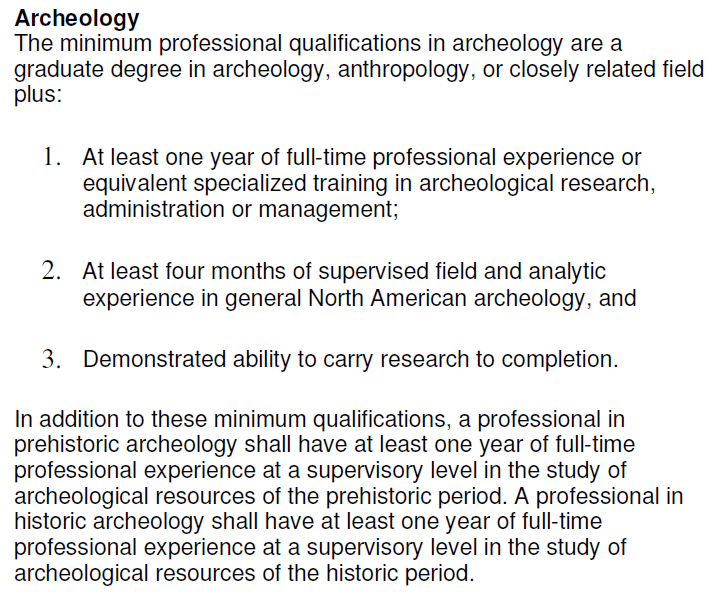 Archeology
The minimum professional qualifications in archeology are a
graduate degree in archeology, anthropology, or closely related field
plus:
1. At least one year of full-time professional experience or
equivalent specialized training in archeological research,
administration or management;
2. At least four months of supervised field and analytic
experience in general North American archeology, and
3. Demonstrated ability to carry research to completion.
In addition to these minimum qualifications, a professional in
prehistoric archeology shall have at least one year of full-time
professional experience at a supervisory level in the study of
archeological resources of the prehistoric period. A professional in
historic archeology shall have at least one year of full-time
professional experience at a supervisory level in the study of
archeological resources of the historic period.